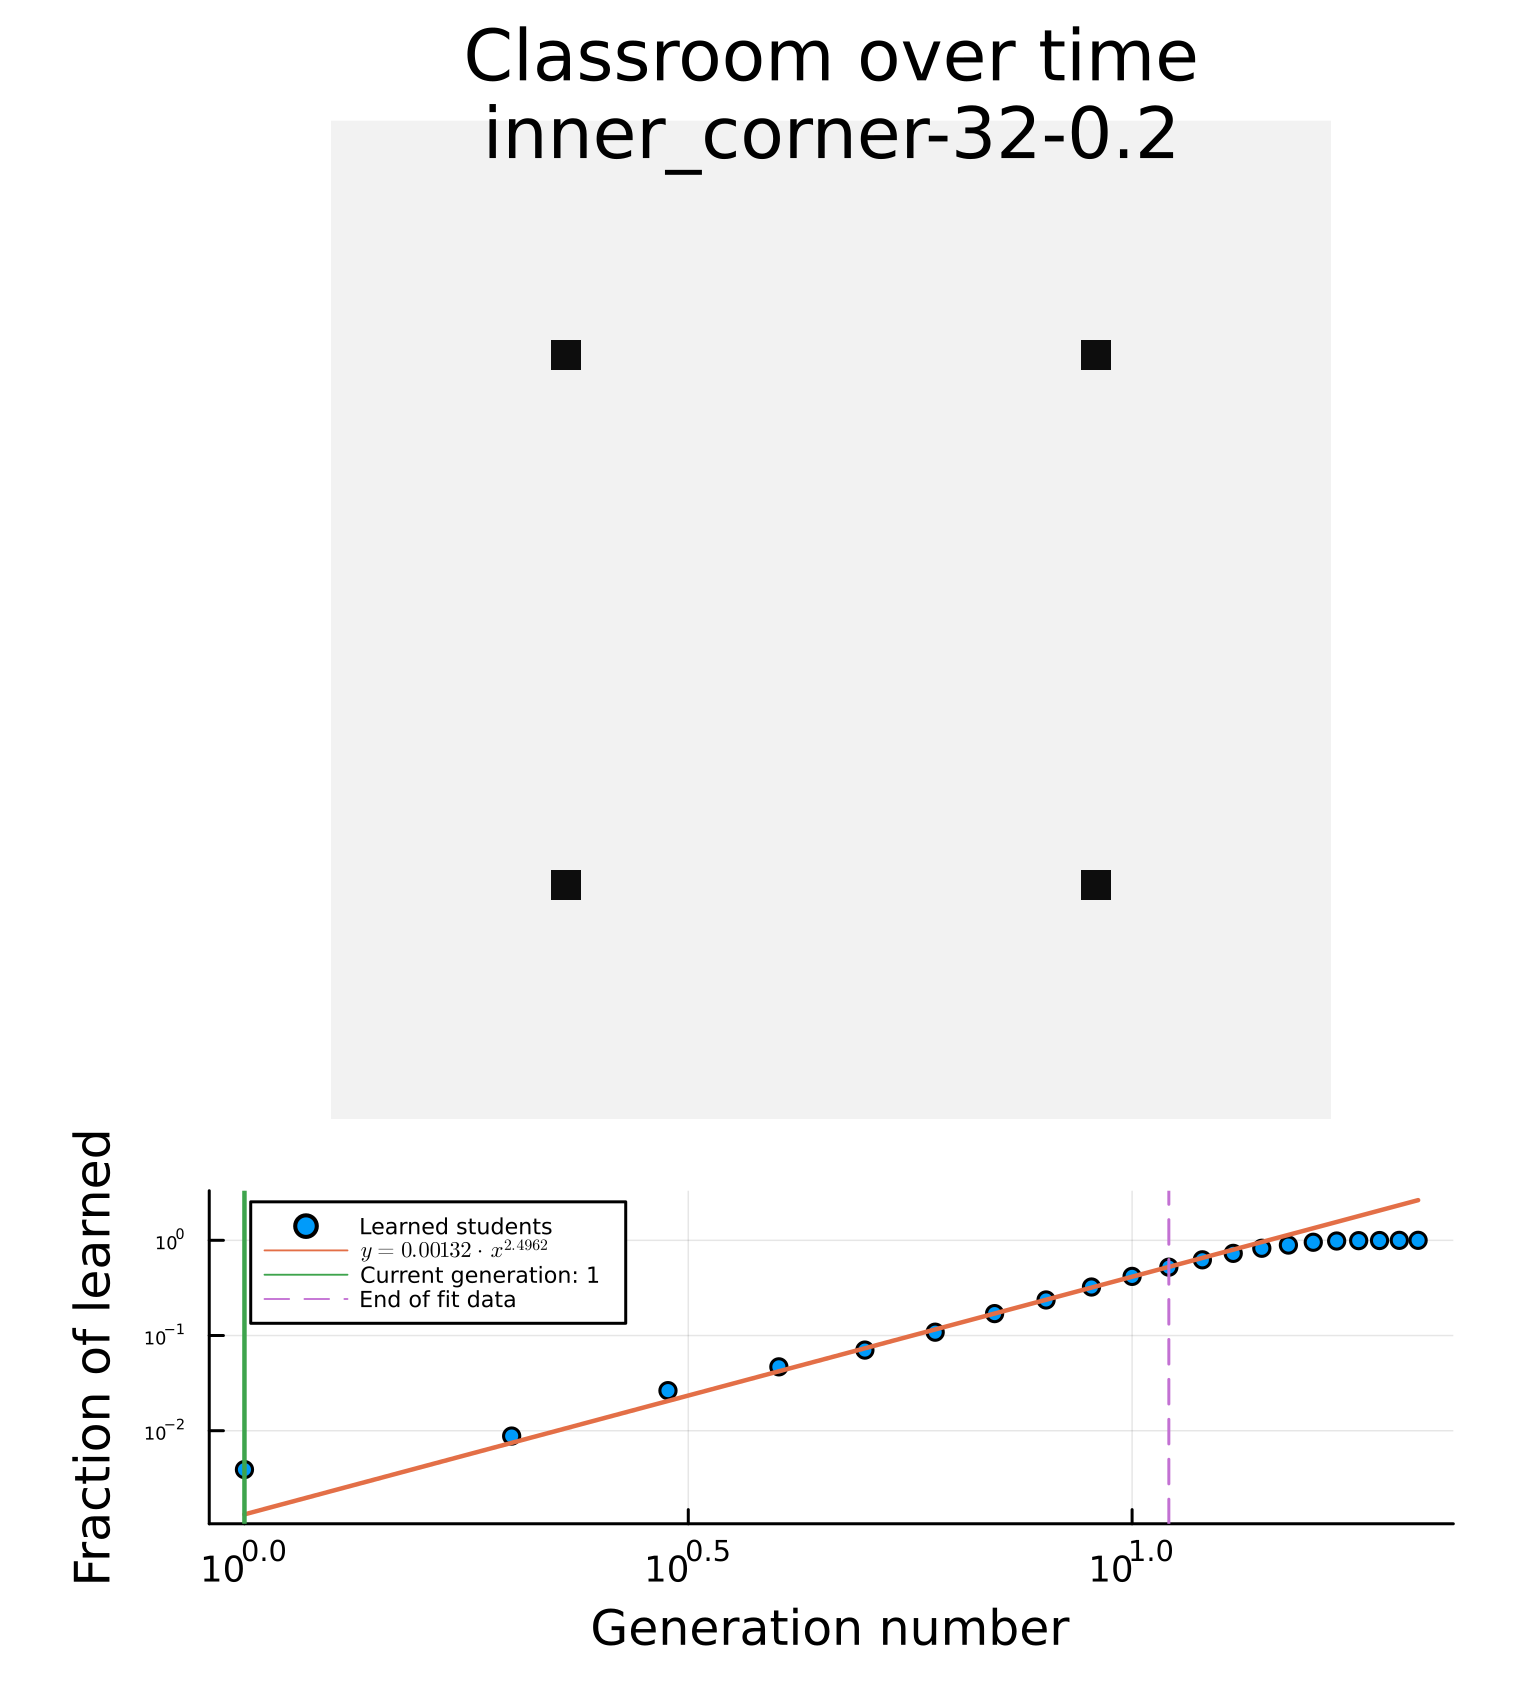 Classroom over time
inner_corner-32-0.2
Fraction of learned
10^0
10^−1
10^−2
Learned students
y = 0.00132 · x^2.4962
Current generation: 1
End of fit data
10^0.0
10^0.5
10^1.0
Generation number